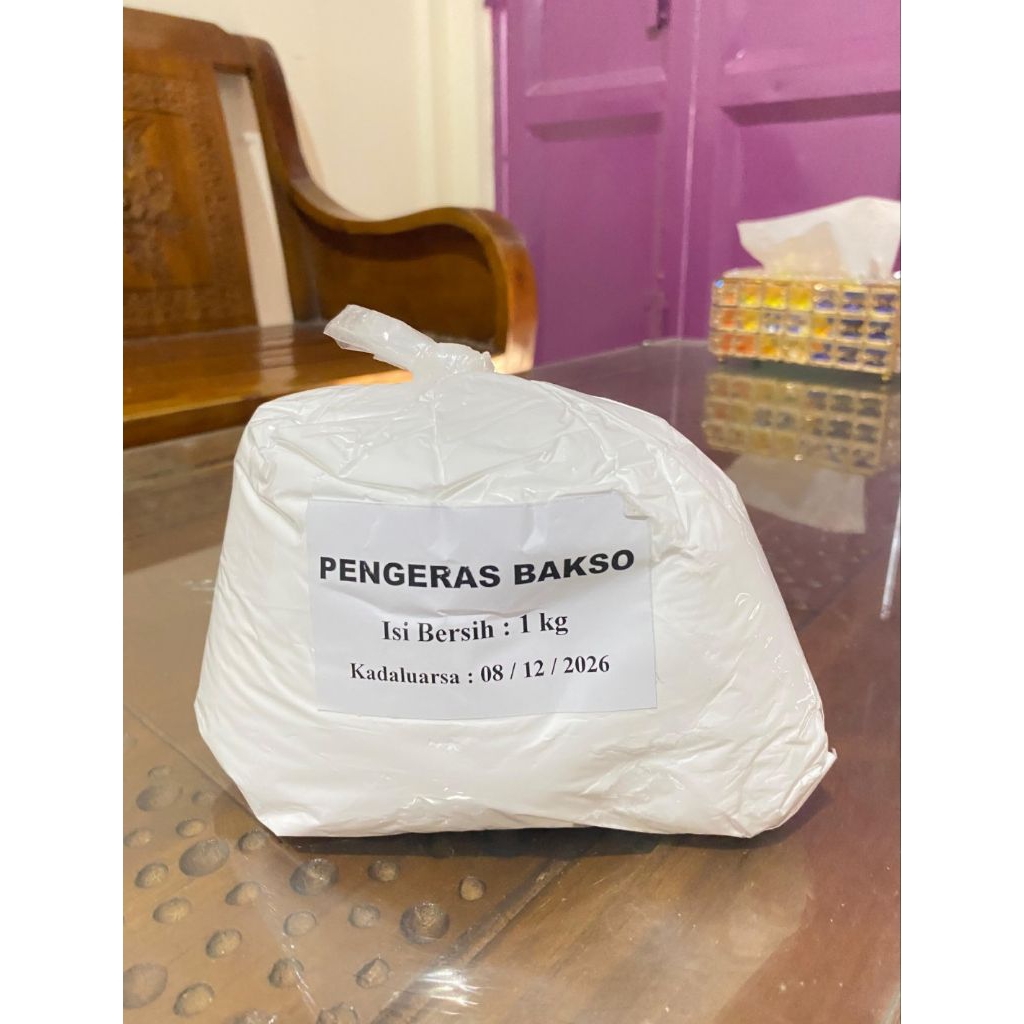 PENGERAS BAKSO
Isi Bersih : 1 kg
Kadaluarsa : 08 / 12 / 2026